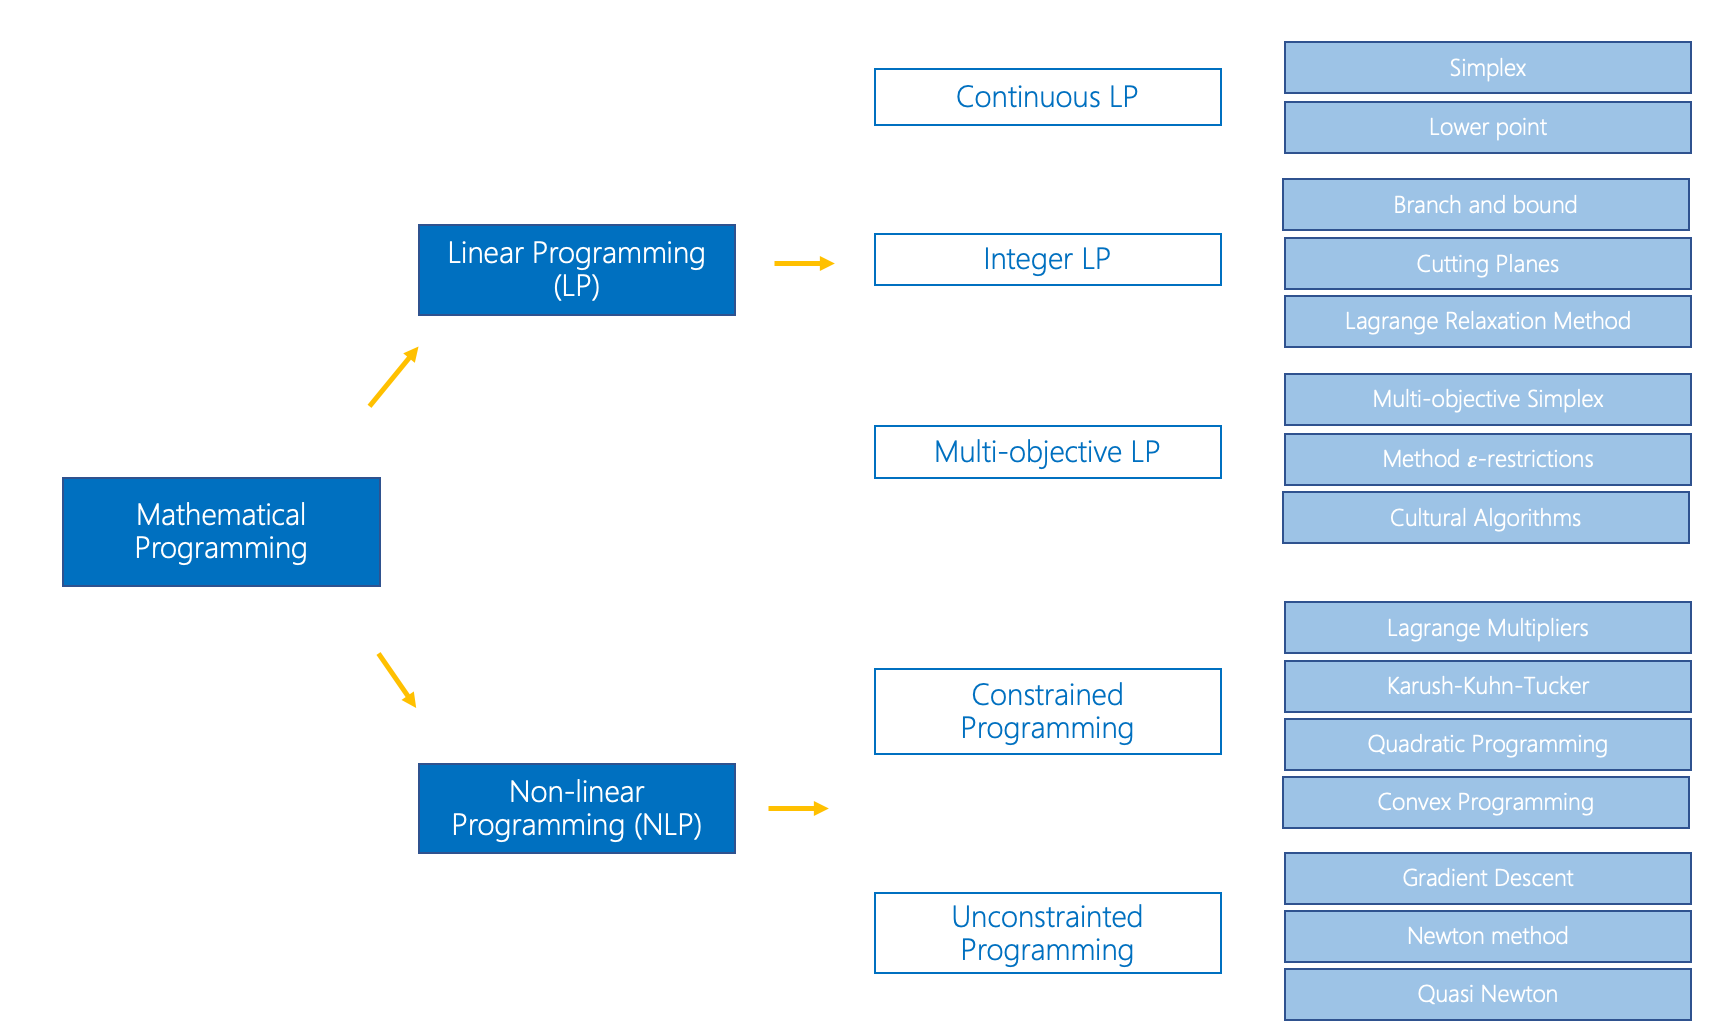 Mathematical
Programming
Linear Programming
(LP)
Non-linear
Programming (NLP)
Continuous LP
Integer LP
Multi-objective LP
Constrained
Programming
Unconstrainted
Programming
Simplex
Lower point
Branch and bound
Cutting Planes
Lagrange Relaxation Method
Multi-objective Simplex
Method ε-restrictions
Cultural Algorithms
Lagrange Multipliers
Karush-Kuhn-Tucker
Quadratic Programming
Convex Programming
Gradient Descent
Newton method
Quasi Newton